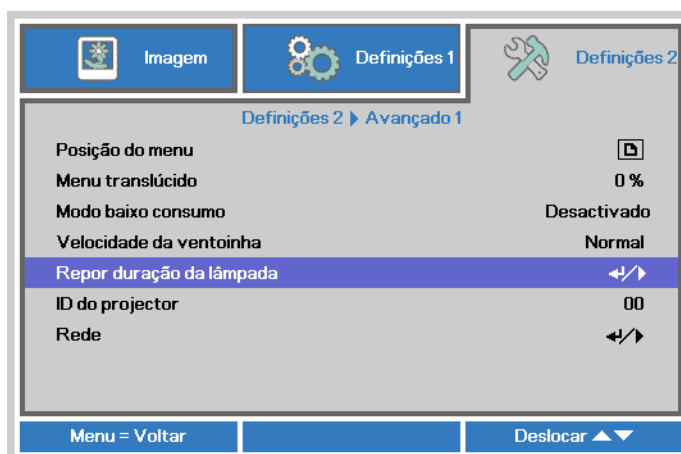 Imagem
Definições 1
Definições 2
Definições 2 ▶ Avançado 1
Posição do menu
Menu translúcido 0 %
Modo baixo consumo Desactivado
Velocidade da ventoinha Normal
Repor duração da lâmpada ↵/▶
ID do projector 00
Rede ↵/▶
Menu = Voltar
Deslocar ▲▼